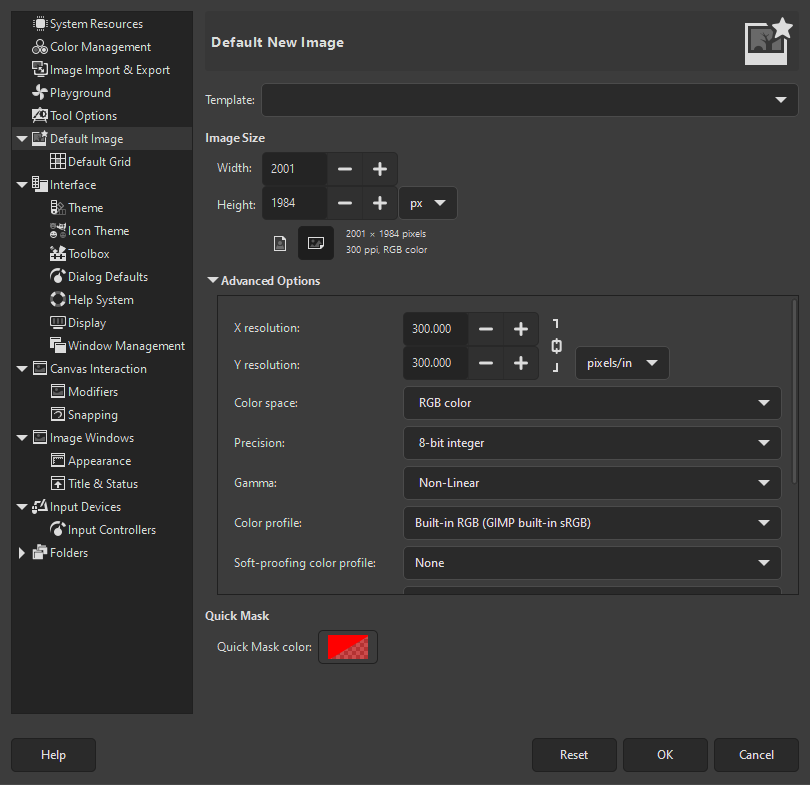 System Resources
Color Management
Image Import & Export
Playground
Tool Options
Default Image
Default Grid
Interface
Theme
Icon Theme
Toolbox
Dialog Defaults
Help System
Display
Window Management
Canvas Interaction
Modifiers
Snapping
Image Windows
Appearance
Title & Status
Input Devices
Input Controllers
Folders
Default New Image
Template:
Image Size
Width: 2001
Height: 1984 px
2001 × 1984 pixels
300 ppi, RGB color
Advanced Options
X resolution: 300.000
Y resolution: 300.000 pixels/in
Color space: RGB color
Precision: 8-bit integer
Gamma: Non-Linear
Color profile: Built-in RGB (GIMP built-in sRGB)
Soft-proofing color profile: None
Quick Mask
Quick Mask color:
Help Reset OK Cancel